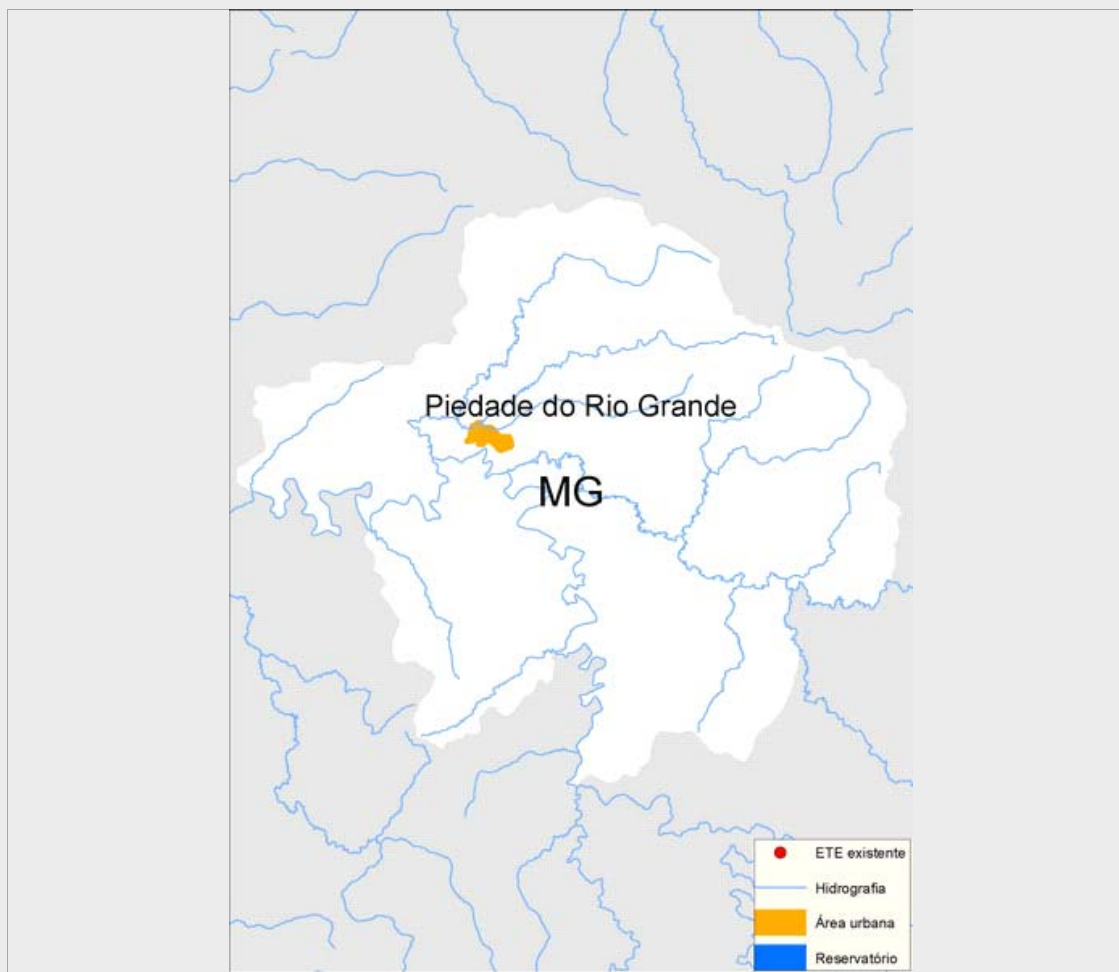 Piedade do Rio Grande
MG
ETE existente
Hidrografia
Área urbana
Reservatório